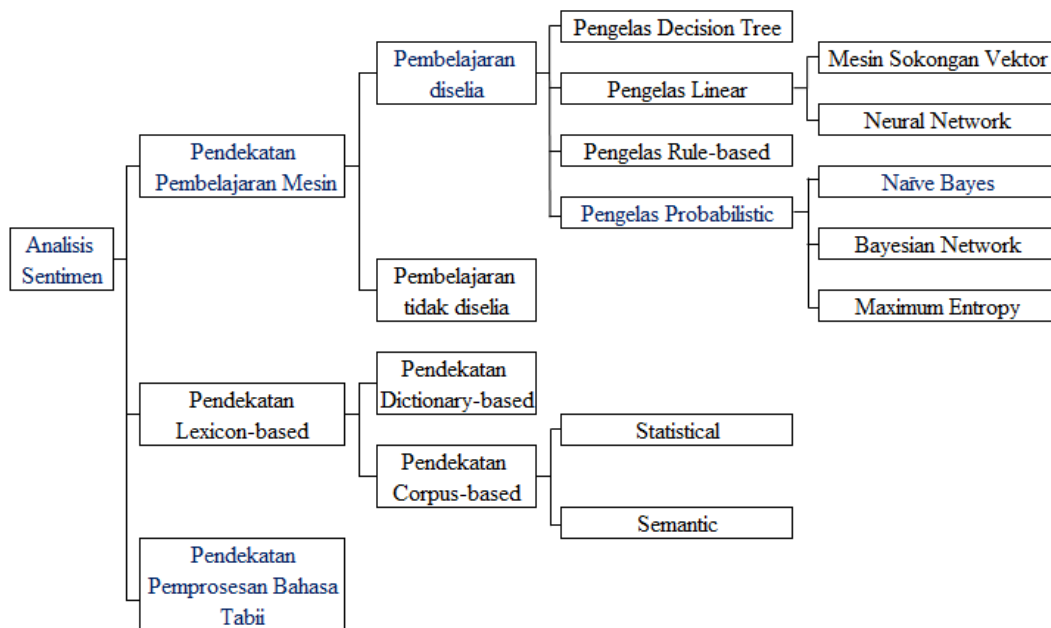 Analisis
Sentimen
Pendekatan
Pembelajaran Mesin
Pembelajaran
diselia
Pengelas Decision Tree
Pengelas Linear
Mesin Sokongan Vektor
Neural Network
Pengelas Rule-based
Pengelas Probabilistic
Naïve Bayes
Bayesian Network
Maximum Entropy
Pembelajaran
tidak diselia
Pendekatan
Lexicon-based
Pendekatan
Dictionary-based
Pendekatan
Corpus-based
Statistical
Semantic
Pendekatan
Pemprosesan Bahasa
Tabii